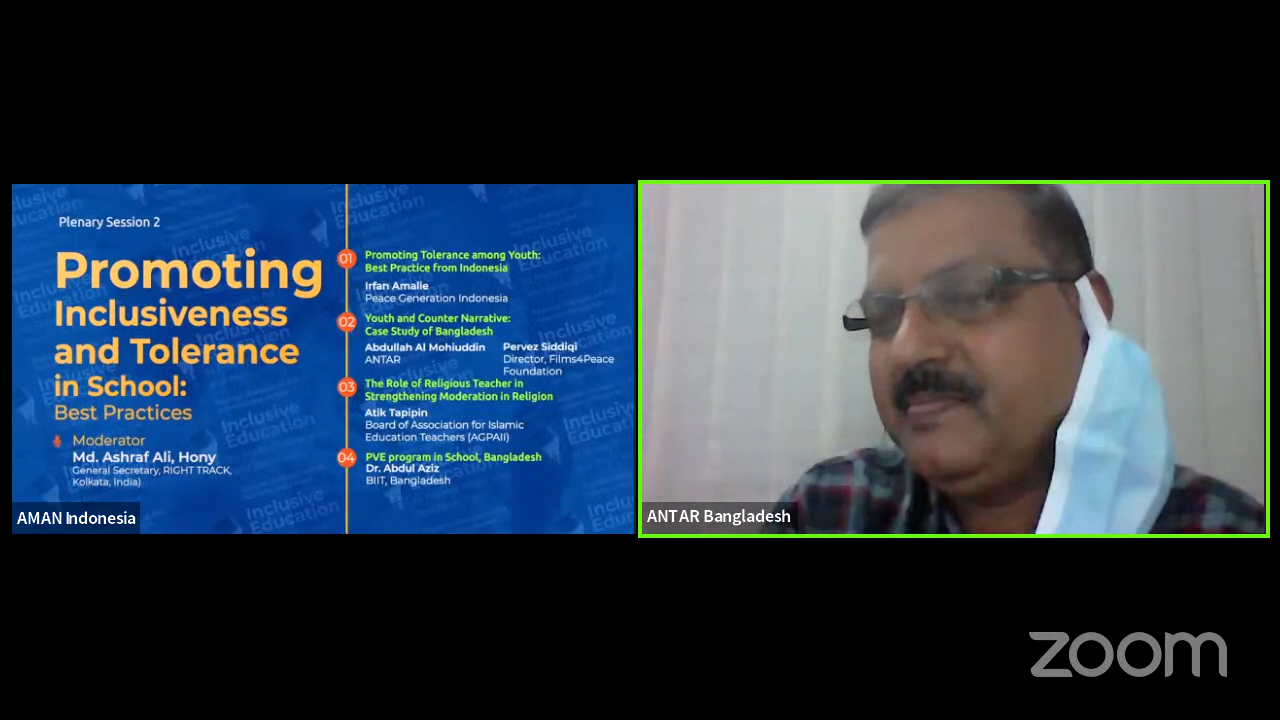 Plenary Session 2
Promoting
Inclusiveness
and Tolerance
in School:
Best Practices
Moderator
Md. Ashraf Ali, Hony
General Secretary, RIGHT TRACK,
Kolkata, India)
01
Promoting Tolerance among Youth:
Best Practice from Indonesia
Irfan Amalie
Peace Generation Indonesia
02
Youth and Counter Narrative:
Case Study of Bangladesh
Abdullah Al Mohiuddin
ANTAR
Pervez Siddiqi
Director, Films4Peace
Foundation
03
The Role of Religious Teacher in
Strengthening Moderation in Religion
Atik Tapipin
Board of Association for Islamic
Education Teachers (AGPAII)
04
PVE program in School, Bangladesh
Dr. Abdul Aziz
BIIT, Bangladesh
Inclusive
Education
AMAN Indonesia
ANTAR Bangladesh
zoom